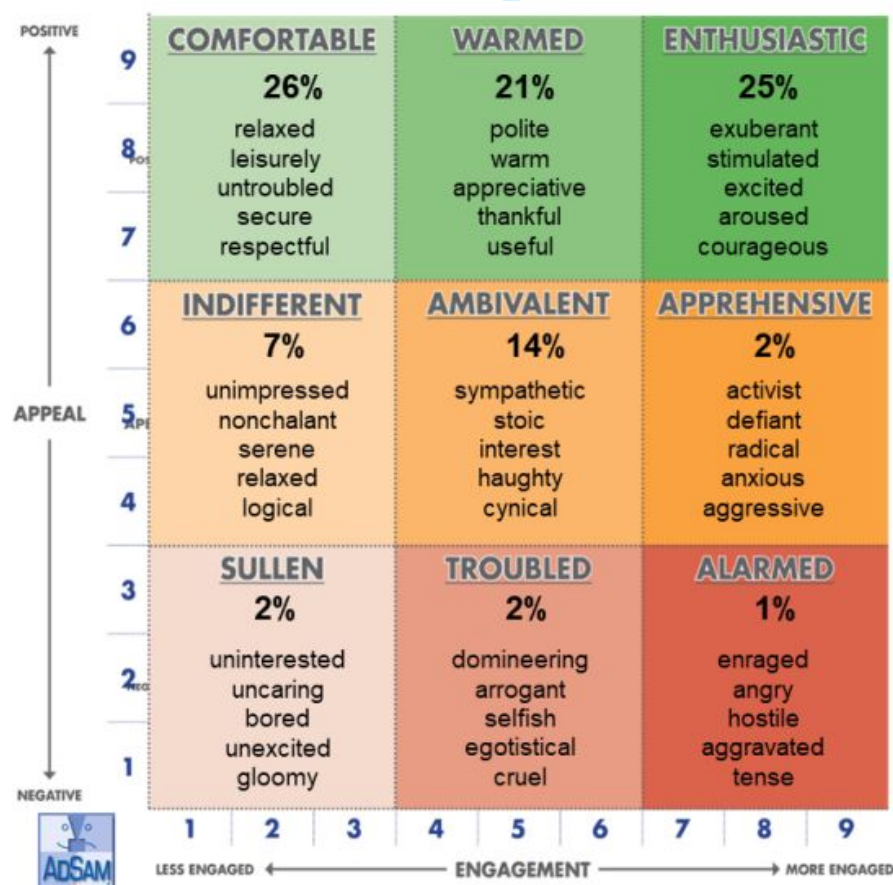 POSITIVE
APPEAL
NEGATIVE
9
8
POS
7
6
5
APE
4
3
2
NEG
1
COMFORTABLE
26%
relaxed
leisurely
untroubled
secure
respectful
WARMED
21%
polite
warm
appreciative
thankful
useful
ENTHUSIASTIC
25%
exuberant
stimulated
excited
aroused
courageous
INDIFFERENT
7%
unimpressed
nonchalant
serene
relaxed
logical
AMBIVALENT
14%
sympathetic
stoic
interest
haughty
cynical
APPREHENSIVE
2%
activist
defiant
radical
anxious
aggressive
SULLEN
2%
uninterested
uncaring
bored
unexcited
gloomy
TROUBLED
2%
domineering
arrogant
selfish
egotistical
cruel
ALARMED
1%
enraged
angry
hostile
aggravated
tense
1 2 3 4 5 6 7 8 9
ADSAM
LESS ENGAGED ENGAGEMENT MORE ENGAGED